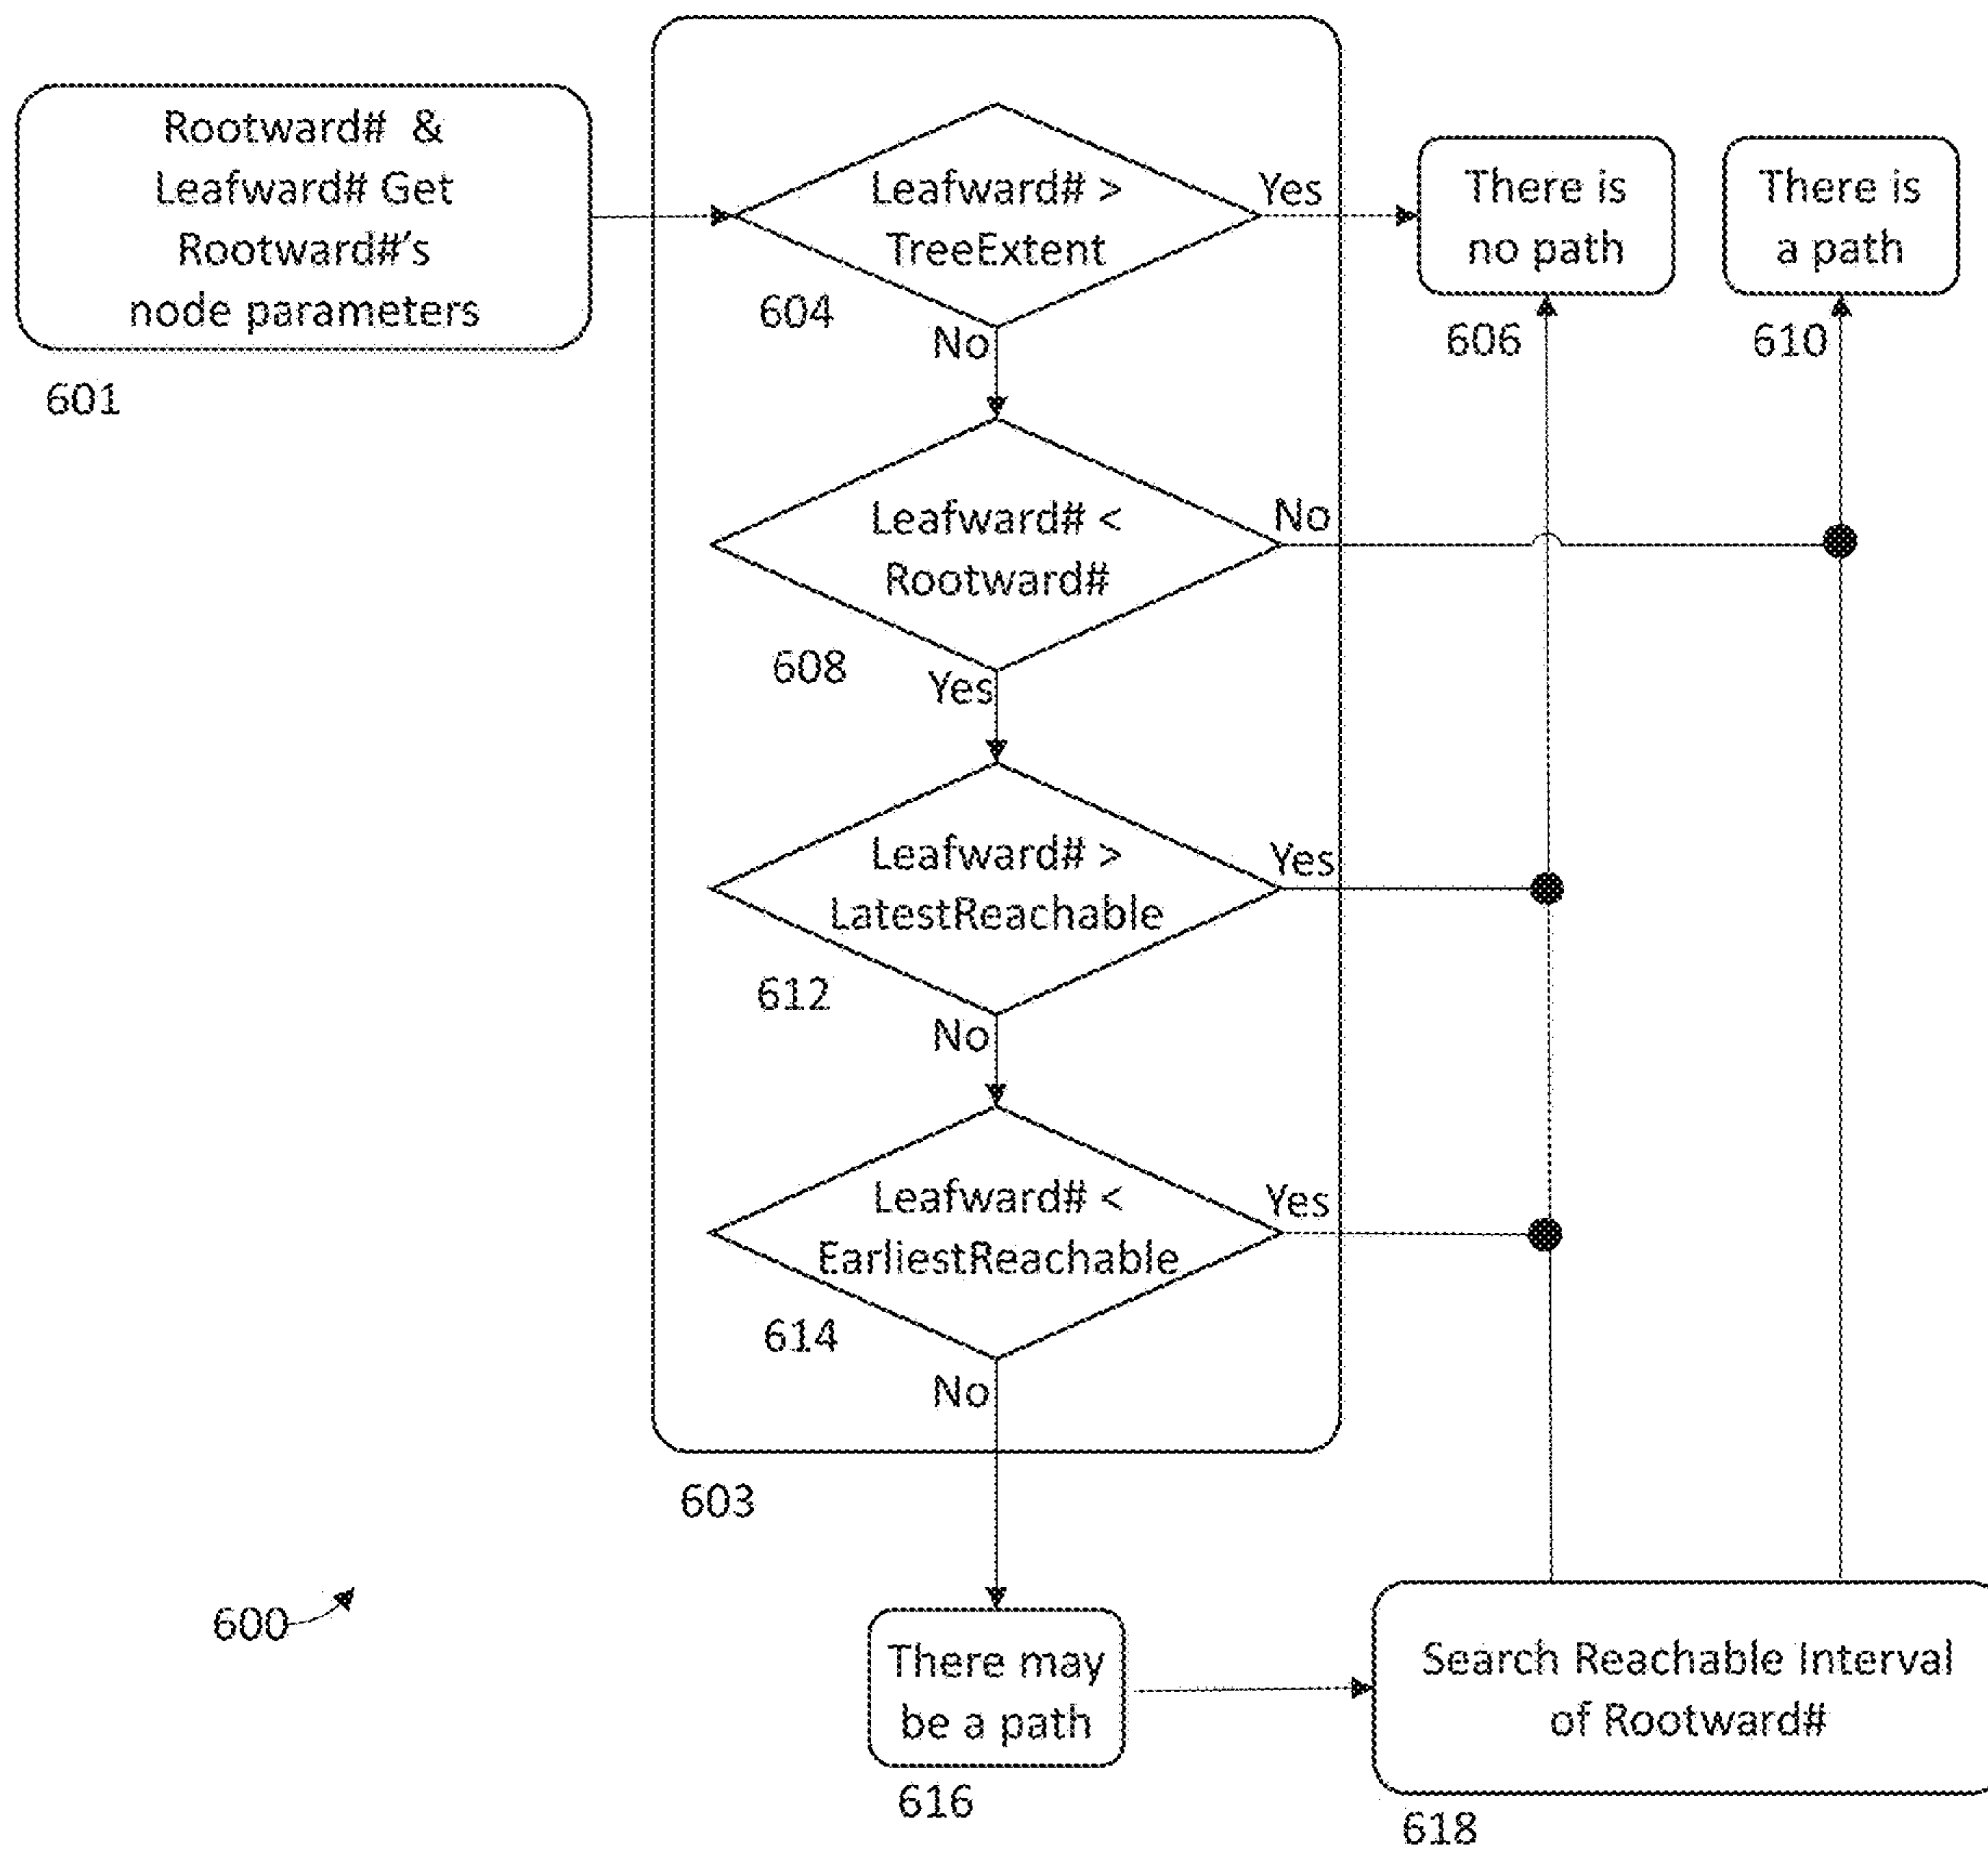 Rootward# &
Leafward# Get
Rootward#'s
node parameters
601
Leafward# >
TreeExtent
604
Yes
No
There is
no path
606
There is
a path
610
Leafward# <
Rootward#
608
No
Yes
Leafward# >
LatestReachable
612
Yes
No
Leafward# <
EarliestReachable
614
Yes
No
603
600
There may
be a path
616
Search Reachable Interval
of Rootward#
618